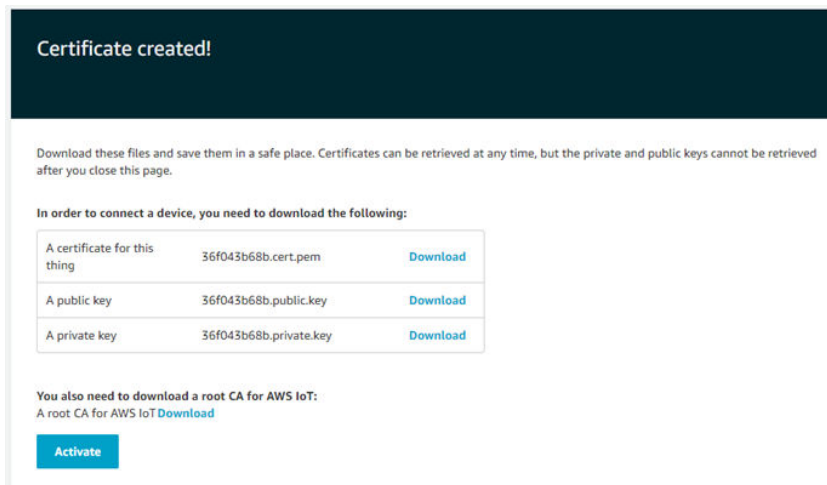 Certificate created!
Download these files and save them in a safe place. Certificates can be retrieved at any time, but the private and public keys cannot be retrieved
after you close this page.
In order to connect a device, you need to download the following:
A certificate for this
thing
36f043b68b.cert.pem
Download
A public key
36f043b68b.public.key
Download
A private key
36f043b68b.private.key
Download
You also need to download a root CA for AWS IoT:
A root CA for AWS IoT Download
Activate